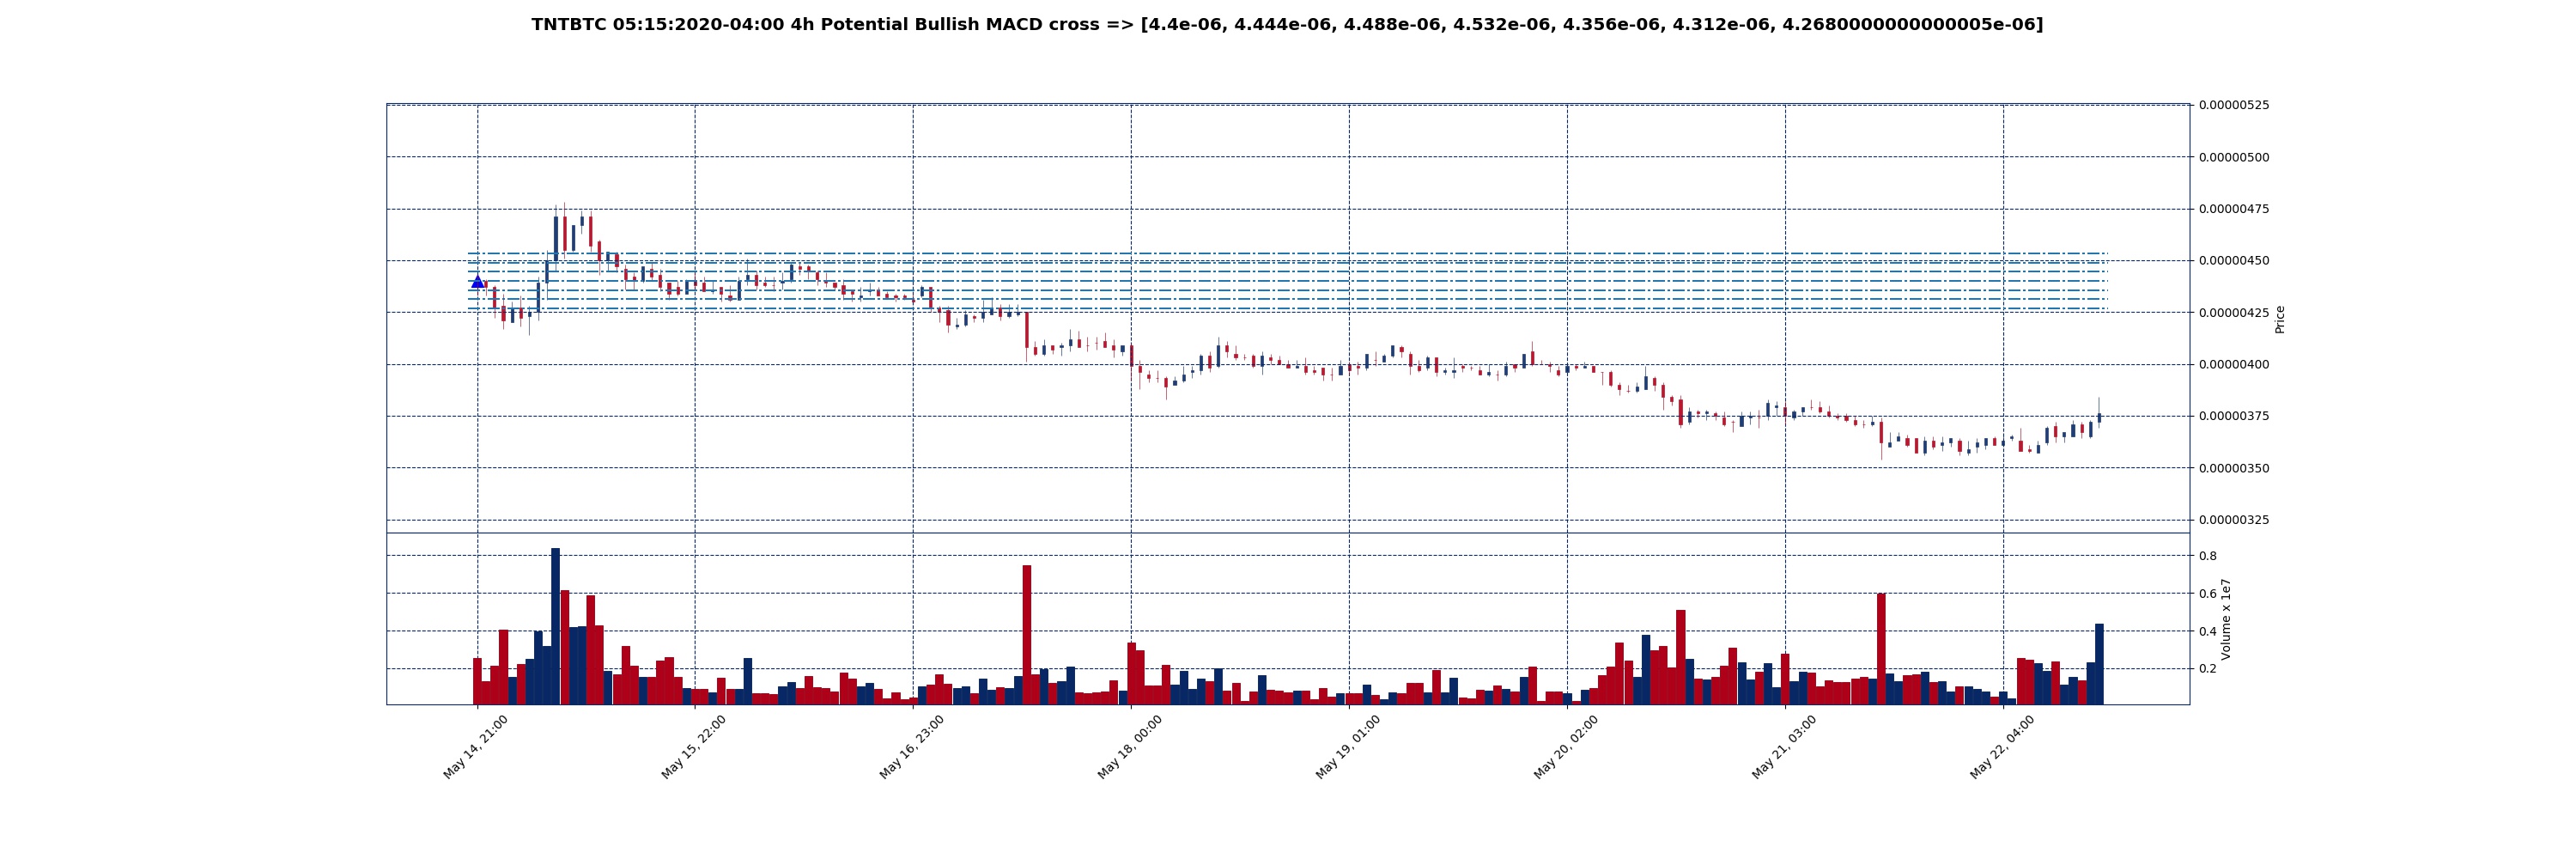 TNTBTC 05:15:2020-04:00 4h Potential Bullish MACD cross => [4.4e-06, 4.444e-06, 4.488e-06, 4.532e-06, 4.356e-06, 4.312e-06, 4.2680000000000005e-06]
0.00000525
0.00000500
0.00000475
0.00000450
0.00000425
0.00000400
0.00000375
0.00000350
0.00000325
Price
0.8
0.6
0.4
0.2
Volume x 1e7
May 14, 21:00
May 15, 22:00
May 16, 23:00
May 18, 00:00
May 19, 01:00
May 20, 02:00
May 21, 03:00
May 22, 04:00